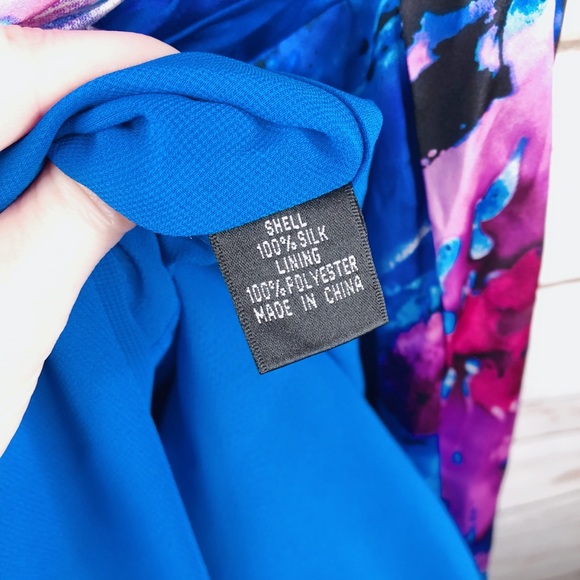 SHELL
100% SILK
LINING
100% POLYESTER
MADE IN CHINA